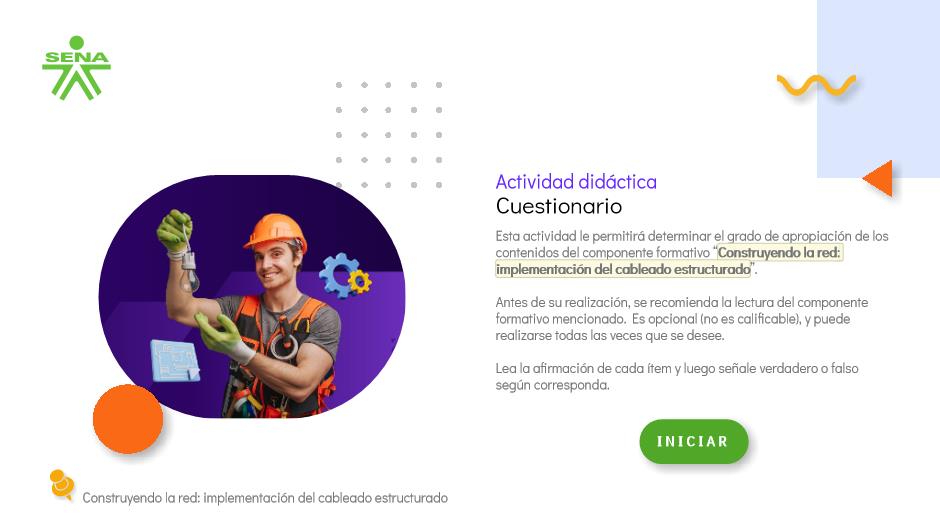 SENA
Actividad didáctica
Cuestionario
Esta actividad le permitirá determinar el grado de apropiación de los
contenidos del componente formativo “Construyendo la red:
implementación del cableado estructurado”.
Antes de su realización, se recomienda la lectura del componente
formativo mencionado. Es opcional (no es calificable), y puede
realizarse todas las veces que se desee.
Lea la afirmación de cada ítem y luego señale verdadero o falso
según corresponda.
INICIAR
Construyendo la red: implementación del cableado estructurado